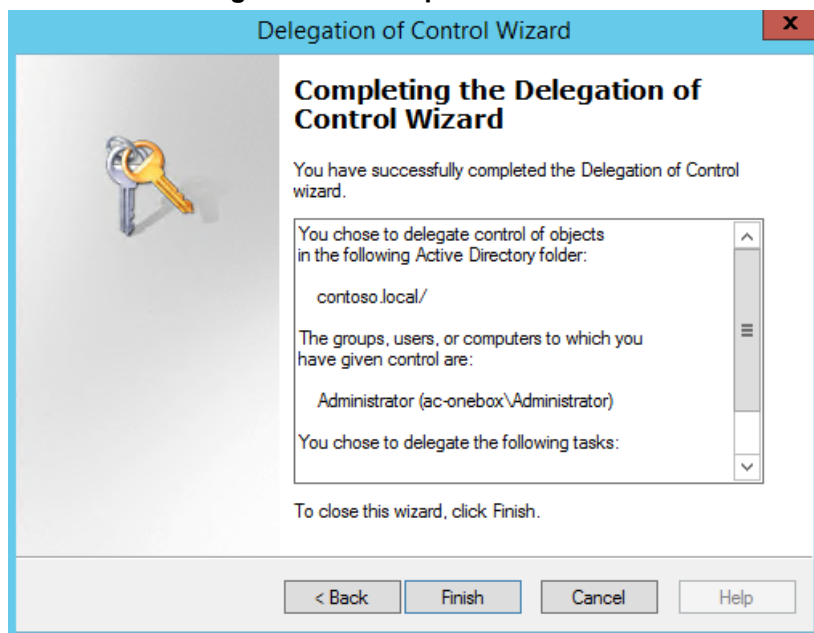 Delegation of Control Wizard
x
Completing the Delegation of
Control Wizard
You have successfully completed the Delegation of Control
wizard.
You chose to delegate control of objects
in the following Active Directory folder:
contoso.local/
The groups, users, or computers to which you
have given control are:
Administrator (ac-onebox\Administrator)
You chose to delegate the following tasks:
To close this wizard, click Finish.
< Back
Finish
Cancel
Help